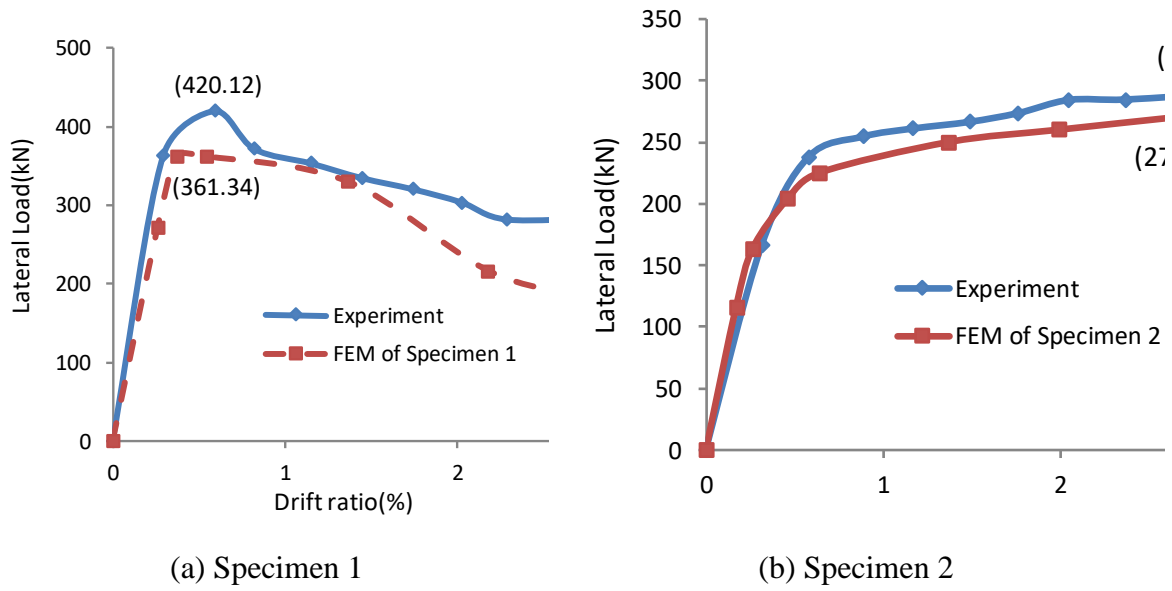 500
400
300
200
100
0
0
1
2
Lateral Load(kN)
Drift ratio(%)
(420.12)
(361.34)
Experiment
FEM of Specimen 1
(a) Specimen 1
350
300
250
200
150
100
50
0
0
1
2
Lateral Load(kN)
(
(27
Experiment
FEM of Specimen 2
(b) Specimen 2